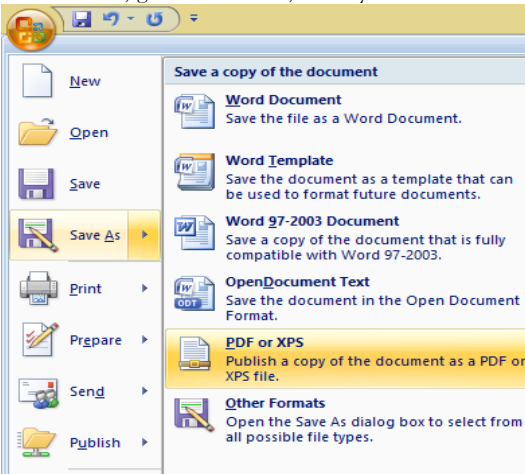 New
Open
Save
Save As
Print
Prepare
Send
Publish
Save a copy of the document
Word Document
Save the file as a Word Document.
Word Template
Save the document as a template that can
be used to format future documents.
Word 97-2003 Document
Save a copy of the document that is fully
compatible with Word 97-2003.
OpenDocument Text
ODT
Save the document in the Open Document
Format.
PDF or XPS
Publish a copy of the document as a PDF or
XPS file.
Other Formats
Open the Save As dialog box to select from
all possible file types.